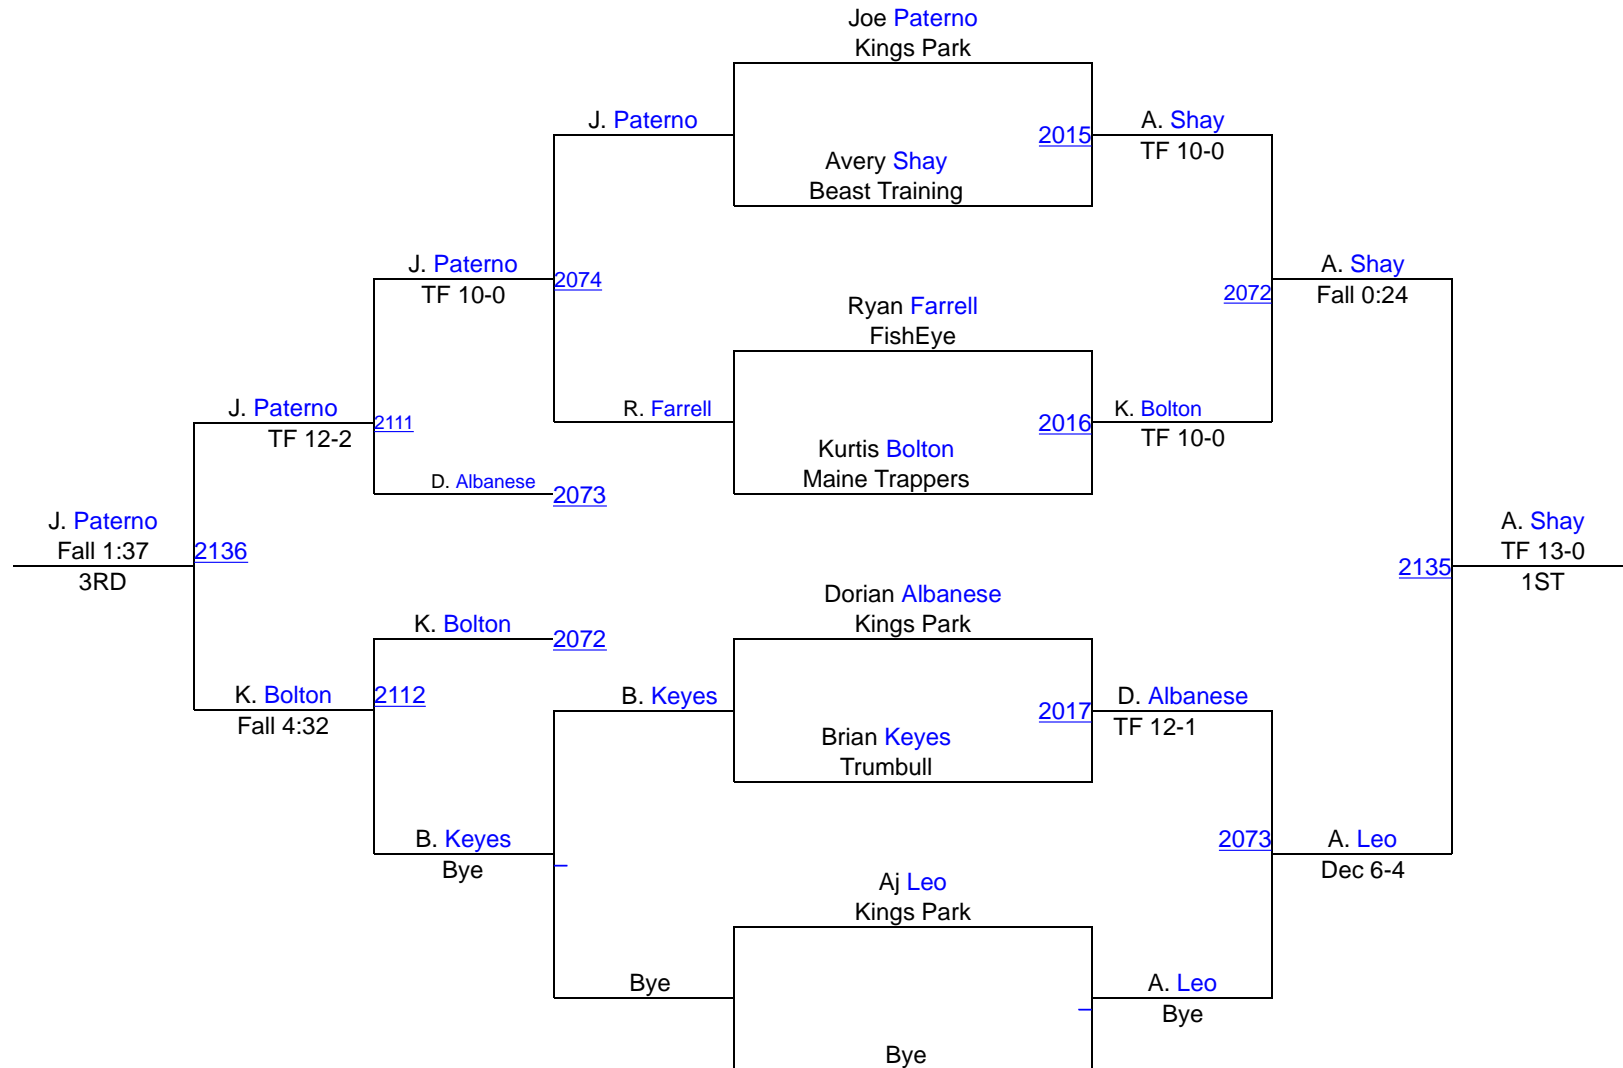 Joe Paterno
Kings Park
J. Paterno
2015
A. Shay
TF 10-0
Avery Shay
Beast Training
J. Paterno
TF 10-0
2074
2072
A. Shay
Fall 0:24
Ryan Farrell
FishEye
J. Paterno
TF 12-2
2111
R. Farrell
2016
K. Bolton
TF 10-0
Kurtis Bolton
Maine Trappers
D. Albanese
2073
J. Paterno
Fall 1:37
3RD
2136
2135
A. Shay
TF 13-0
1ST
Dorian Albanese
Kings Park
K. Bolton
2072
K. Bolton
Fall 4:32
2112
B. Keyes
2017
D. Albanese
TF 12-1
Brian Keyes
Trumbull
B. Keyes
Bye
2073
A. Leo
Dec 6-4
Aj Leo
Kings Park
Bye
A. Leo
Bye
Bye